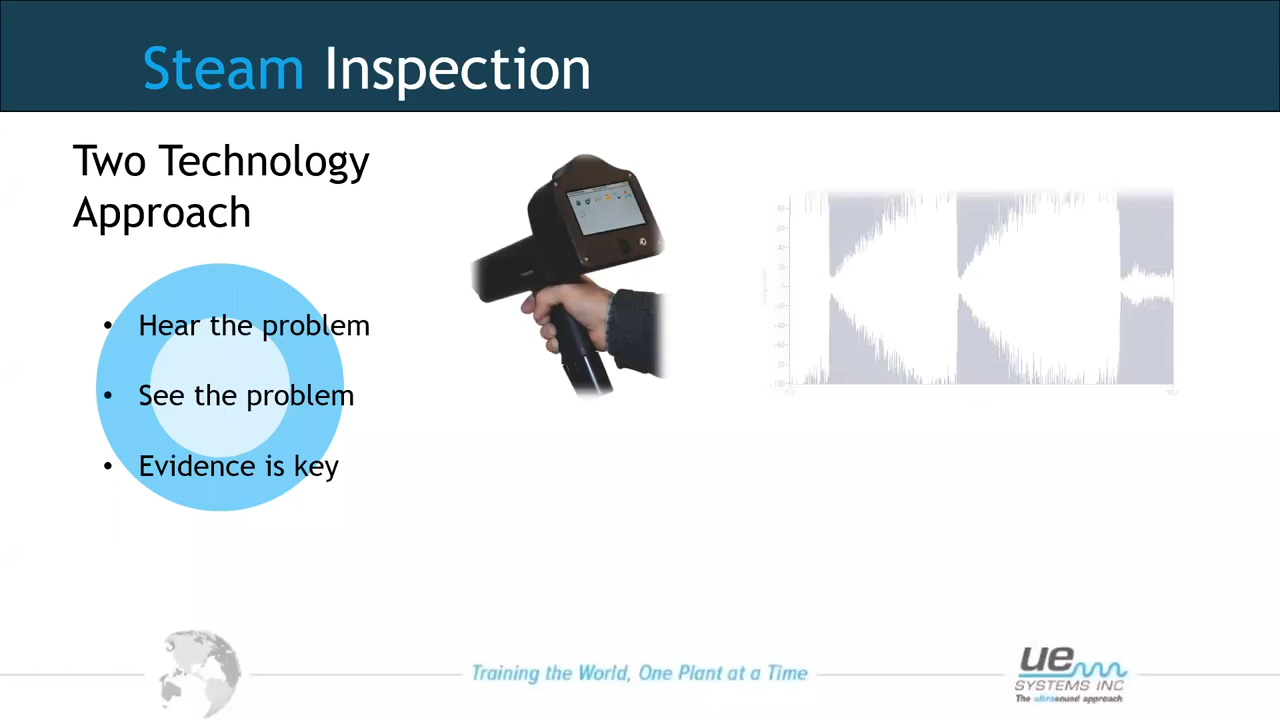 Steam Inspection
Two Technology
Approach
• Hear the problem
• See the problem
• Evidence is key
Training the World, One Plant at a Time
ue
SYSTEMS INC
The ultrasound approach